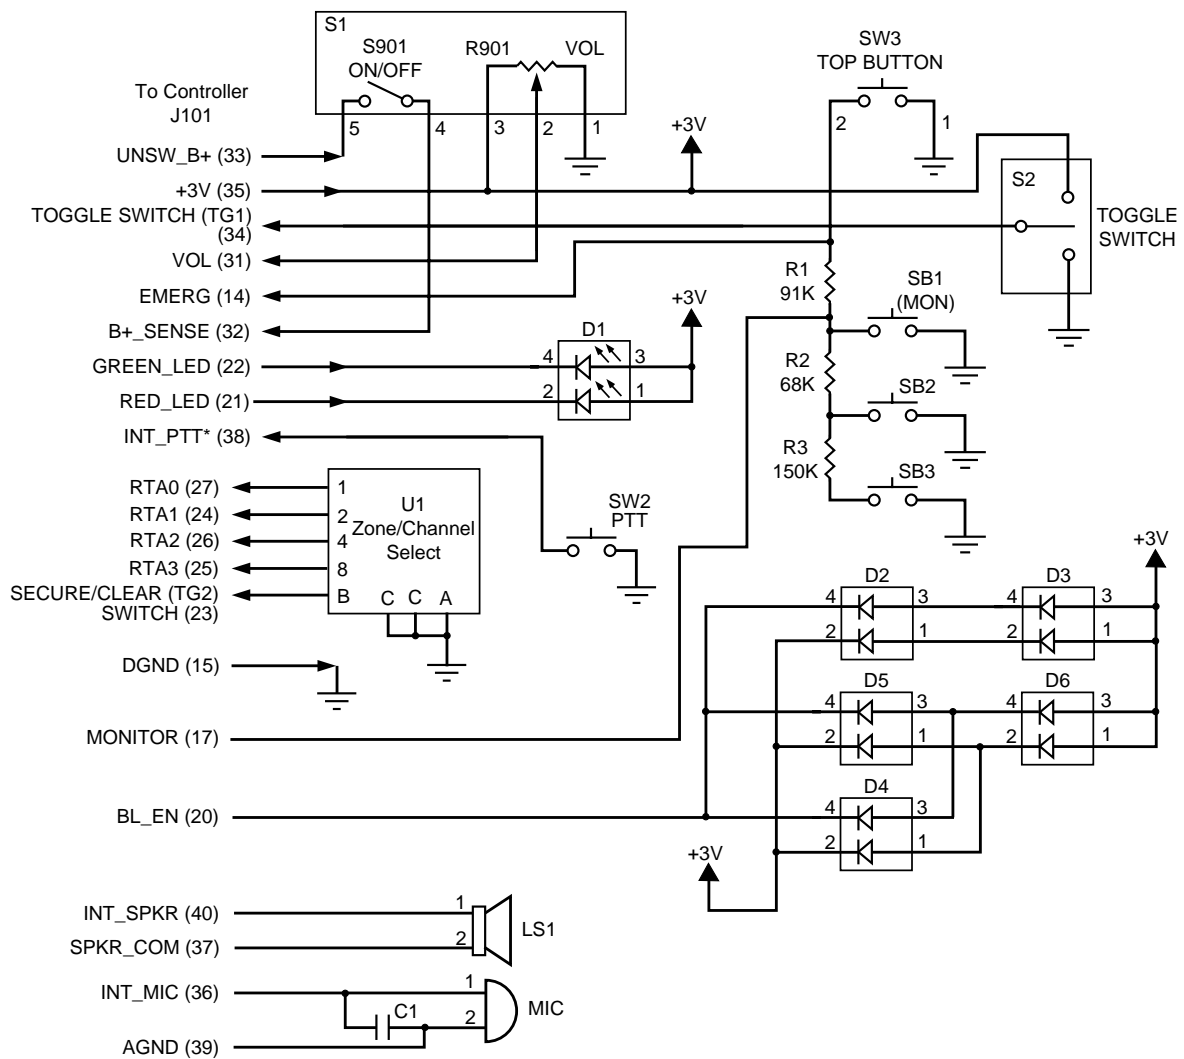 S1
S901
ON/OFF
R901
VOL
5
4
3
2
1
To Controller
J101
UNSW_B+ (33)
+3V (35)
TOGGLE SWITCH (TG1)
(34)
VOL (31)
EMERG (14)
B+_SENSE (32)
GREEN_LED (22)
RED_LED (21)
INT_PTT* (38)
RTA0 (27)
RTA1 (24)
RTA2 (26)
RTA3 (25)
SECURE/CLEAR (TG2)
SWITCH (23)
DGND (15)
MONITOR (17)
BL_EN (20)
INT_SPKR (40)
SPKR_COM (37)
INT_MIC (36)
AGND (39)
+3V
SW3
TOP BUTTON
2
1
S2
TOGGLE
SWITCH
R1
91K
SB1
(MON)
R2
68K
SB2
R3
150K
SB3
+3V
D1
4
3
2
1
1
2
4
8
B
U1
Zone/Channel
Select
C
C
A
SW2
PTT
+3V
D2
4
3
2
1
D3
4
3
2
1
D5
4
3
2
1
D6
4
3
2
1
D4
4
3
2
1
+3V
1
2
LS1
1
2
MIC
C1